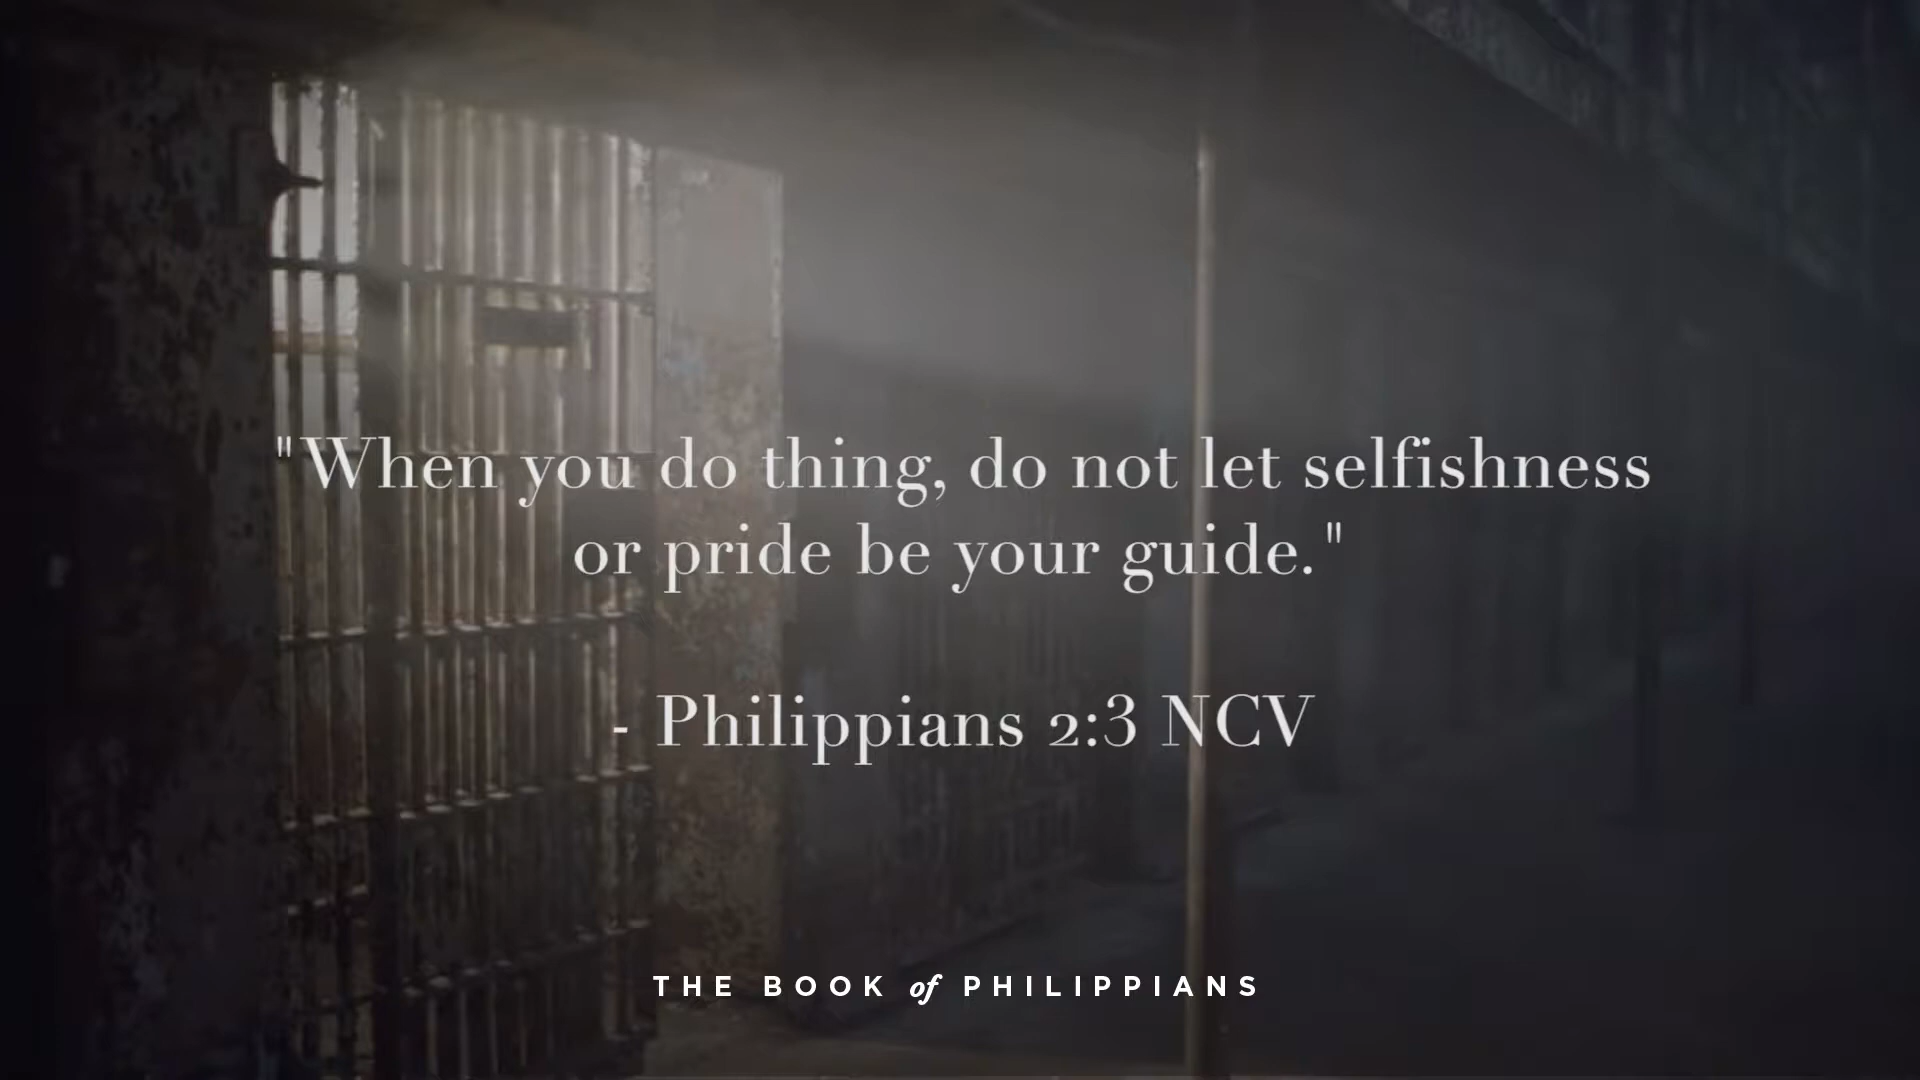 "When you do thing, do not let selfishness
or pride be your guide."
- Philippians 2:3 NCV
THE BOOK of PHILIPPIANS